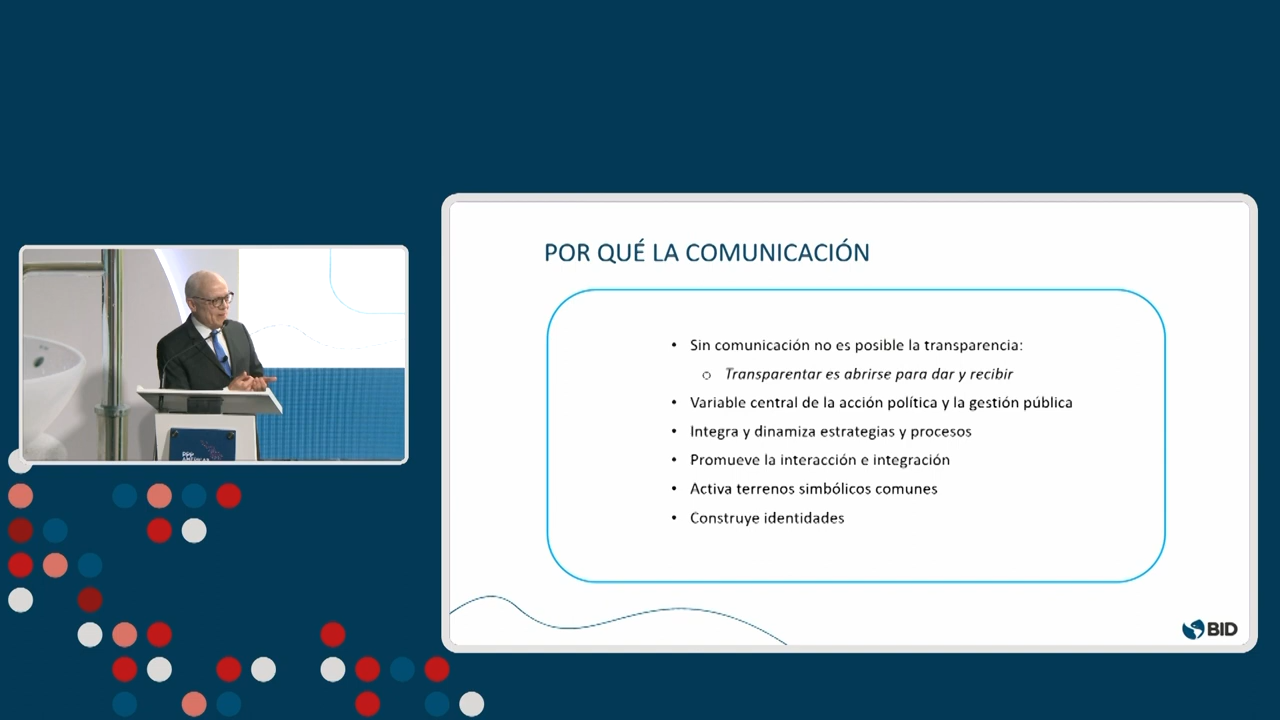 POR QUÉ LA COMUNICACIÓN
• Sin comunicación no es posible la transparencia:
o Transparentar es abrirse para dar y recibir
• Variable central de la acción política y la gestión pública
• Integra y dinamiza estrategias y procesos
• Promueve la interacción e integración
• Activa terrenos simbólicos comunes
• Construye identidades
BID
PPP
AMÉRICAS